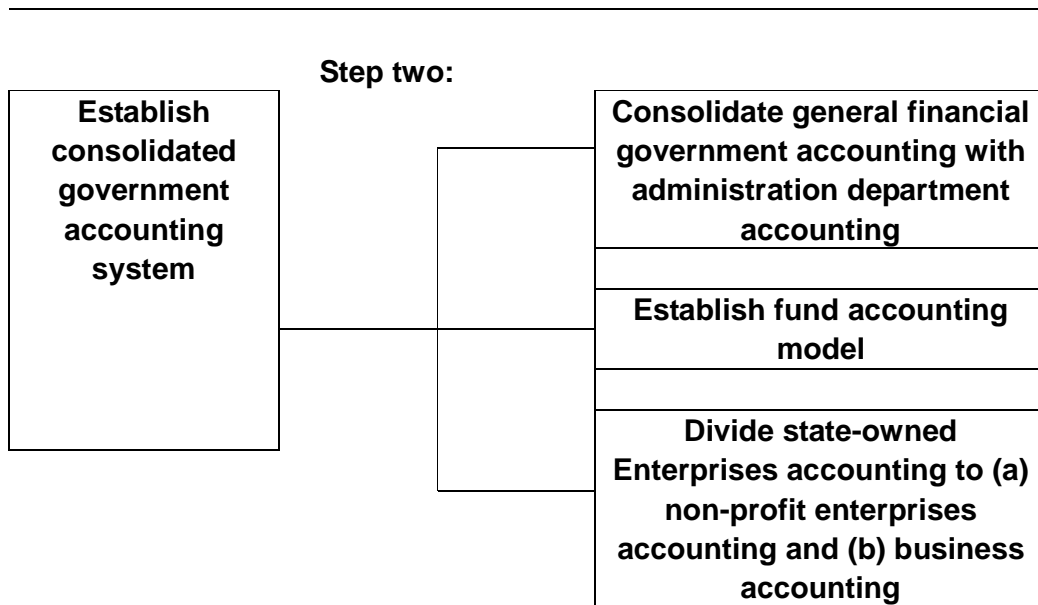 Step two:
Establish
consolidated
government
accounting
system
Consolidate general financial
government accounting with
administration department
accounting
Establish fund accounting
model
Divide state-owned
Enterprises accounting to (a)
non-profit enterprises
accounting and (b) business
accounting